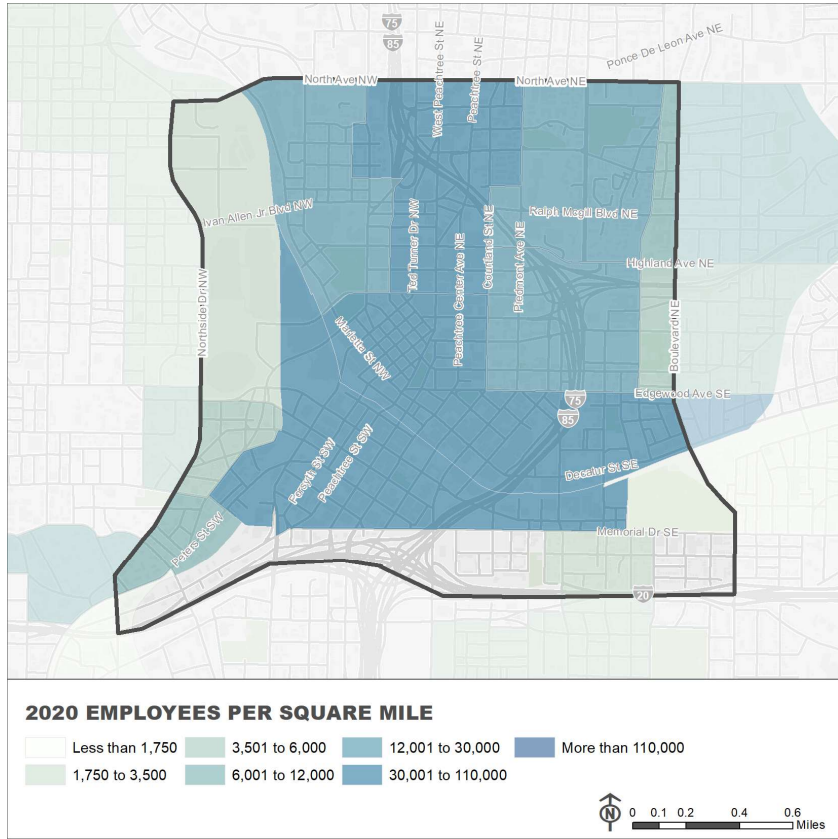 75
85
Ponce De Leon Ave NE
North Ave NW
West Peachtree St NE
Peachtree St NE
North Ave NE
Ivan Allen Jr Blvd NW
Ted Turner Dr NW
Courtland St NE
Ralph Mcgill Blvd NE
Peachtree Center Ave NE
Piedmont Ave NE
Highland Ave NE
Northside Dr NW
Marietta St NW
Boulevard NE
75
85
Edgewood Ave SE
Forsyth St SW
Peachtree St SW
Decatur St SE
Peters St SW
Memorial Dr SE
20
2020 EMPLOYEES PER SQUARE MILE
Less than 1,750
3,501 to 6,000
12,001 to 30,000
More than 110,000
1,750 to 3,500
6,001 to 12,000
30,001 to 110,000
N
0 0.1 0.2 0.4 0.6
Miles